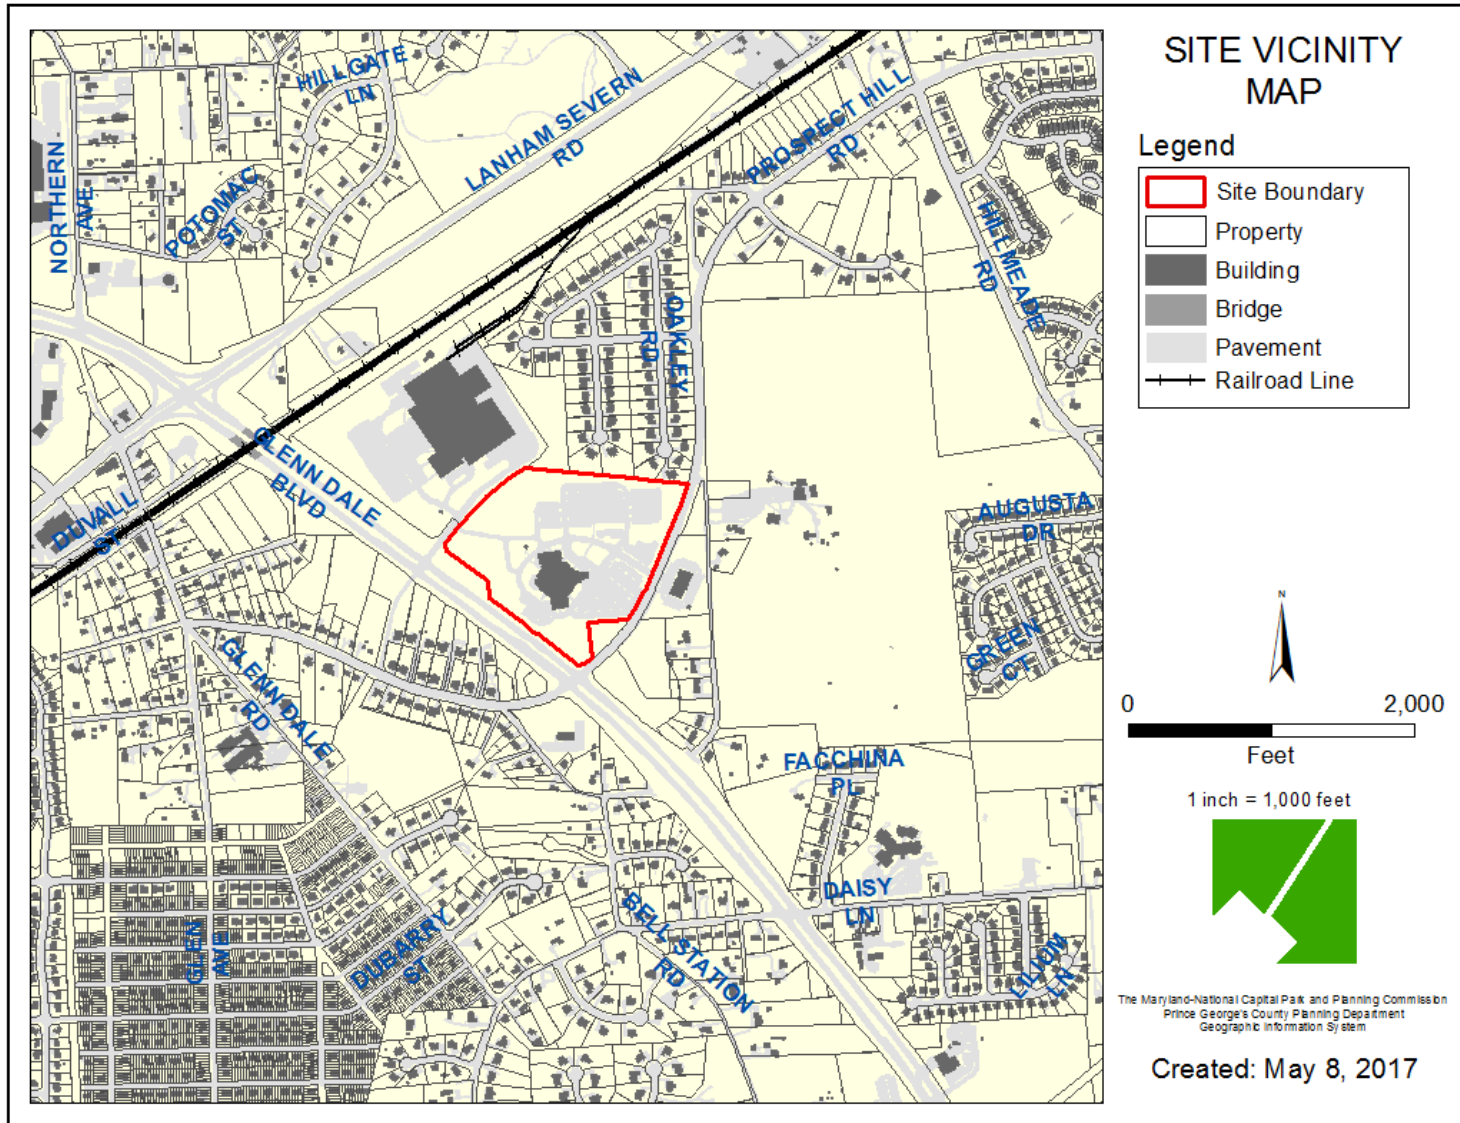 SITE VICINITY
MAP
Legend
Site Boundary
Property
Building
Bridge
Pavement
Railroad Line
N
0 2,000
Feet
1 inch = 1,000 feet
The Maryland-National Capital Park and Planning Commission
Prince George's County Planning Department
Geographic Information System
Created: May 8, 2017
HILLGATE
LN
LANHAM SEVERN
RD
PROSPECT HILL
RD
NORTHERN
AVE
POTOMAC
ST
HILLMEADE
RD
OAKLEY
RD
GLENN DALE
BLVD
DUVALL
ST
AUGUSTA
DR
GREEN
CT
GLENN DALE
RD
FACCHINA
PL
DAISY
LN
BELL STATION
RD
GLEN
AVE
DUBARRY
ST
LILIUM
LN